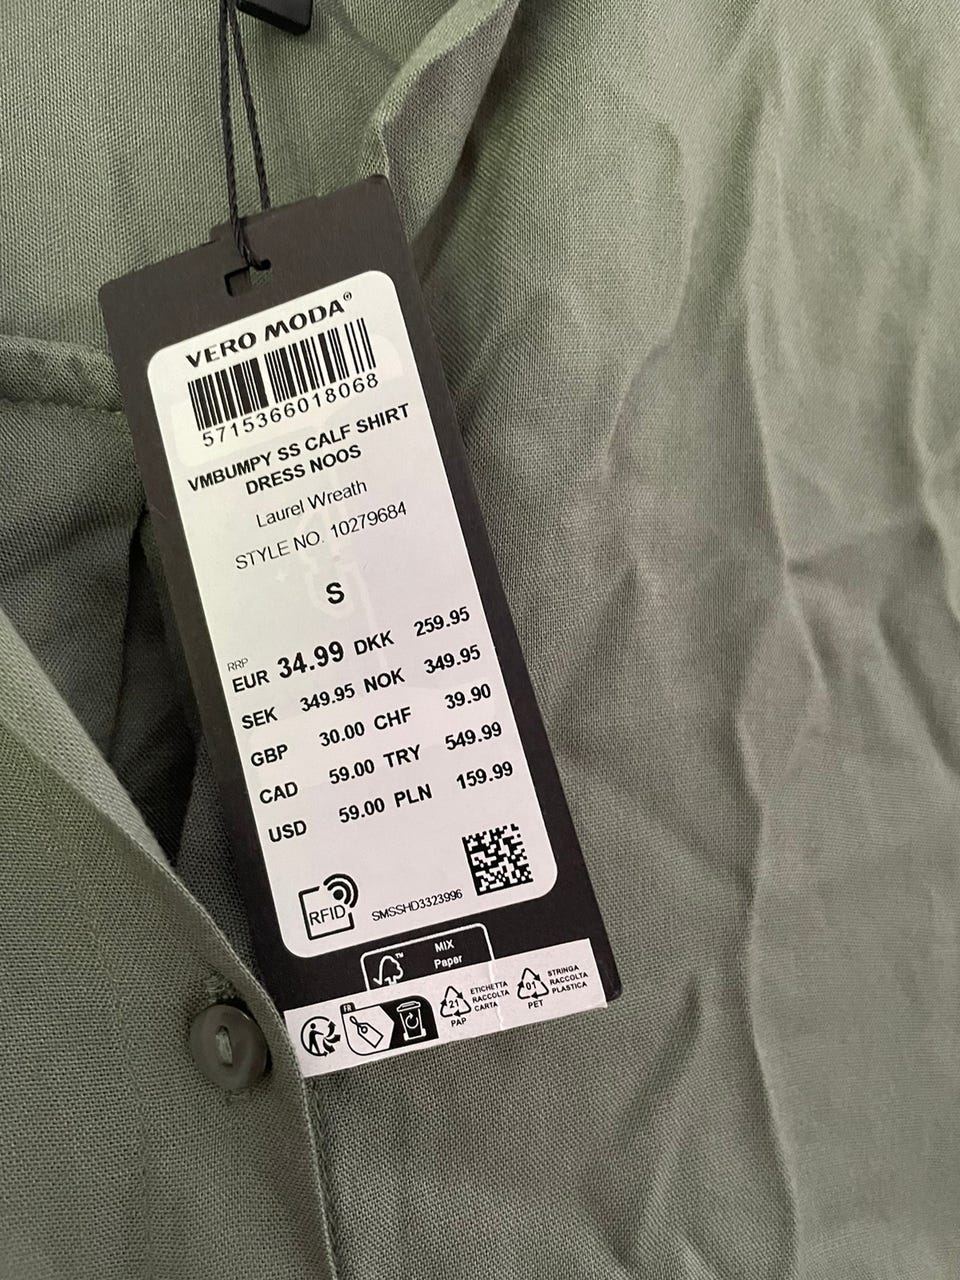 VERO MODA®
5715366018068
VMBUMPY SS CALF SHIRT
DRESS NOOS
Laurel Wreath
STYLE NO. 10279684
S
RRP
EUR 34.99 DKK 259.95
SEK 349.95 NOK 349.95
GBP 30.00 CHF 39.90
CAD 59.00 TRY 549.99
USD 59.00 PLN 159.99
RFID
SMSSHD3323996
MIX
Paper
FR
21
PAP
ETICHETTA
RACCOLTA
CARTA
01
PET
STRINGA
RACCOLTA
PLASTICA